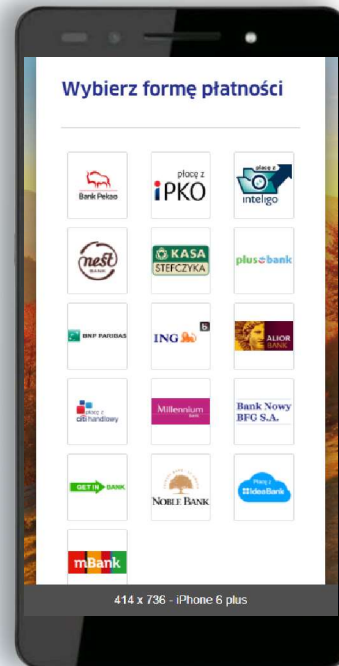 Wybierz formę płatności
Bank Pekao
płacę z
iPKO
płacę z
inteligo
nest
BANK
KASA
STEFCZYKA
plusbank
BNP PARIBAS
ING
ALIOR
BANK
płacę z
citi handlowy
Millennium
bank
Bank Nowy
BFG S.A.
GET IN BANK
NOBLE BANK
Płacę z
IdeaBank
mBank
414 x 736 - iPhone 6 plus